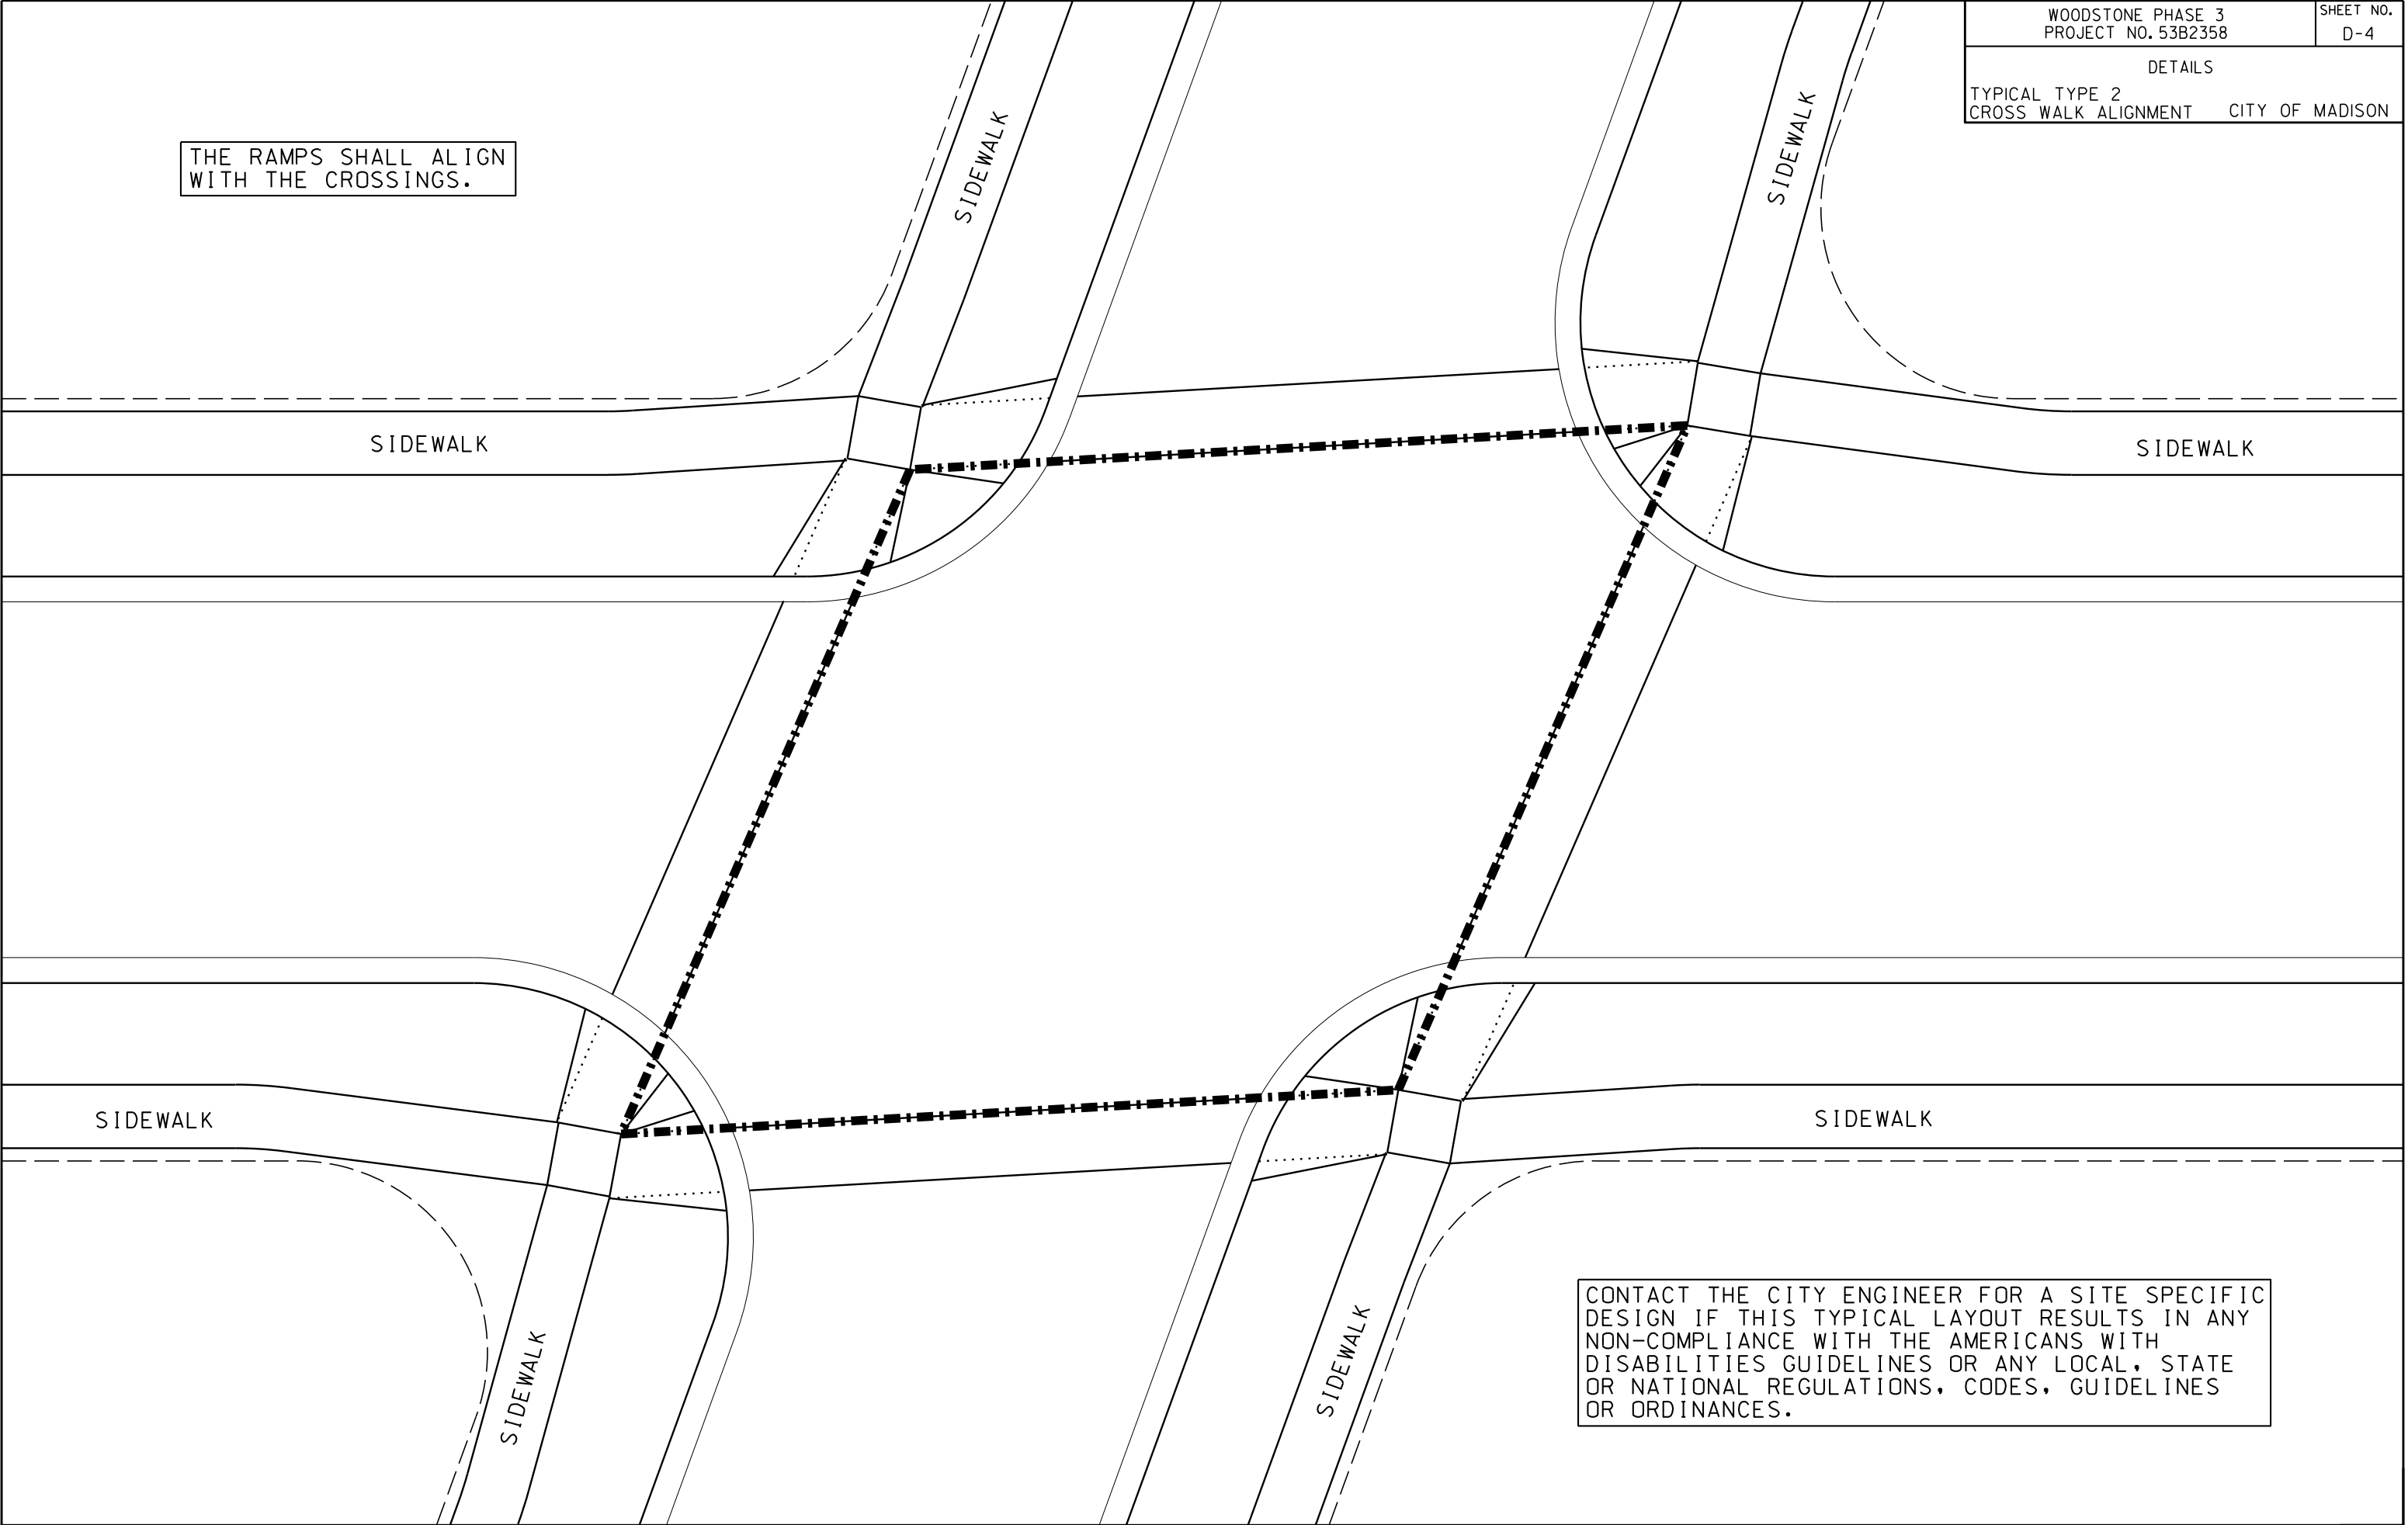 WOODSTONE PHASE 3
PROJECT NO. 53B2358
SHEET NO.
D-4
DETAILS
TYPICAL TYPE 2
CROSS WALK ALIGNMENT
CITY OF MADISON
THE RAMPS SHALL ALIGN
WITH THE CROSSINGS.
SIDEWALK
SIDEWALK
SIDEWALK
SIDEWALK
SIDEWALK
SIDEWALK
SIDEWALK
SIDEWALK
CONTACT THE CITY ENGINEER FOR A SITE SPECIFIC
DESIGN IF THIS TYPICAL LAYOUT RESULTS IN ANY
NON-COMPLIANCE WITH THE AMERICANS WITH
DISABILITIES GUIDELINES OR ANY LOCAL, STATE
OR NATIONAL REGULATIONS, CODES, GUIDELINES
OR ORDINANCES.